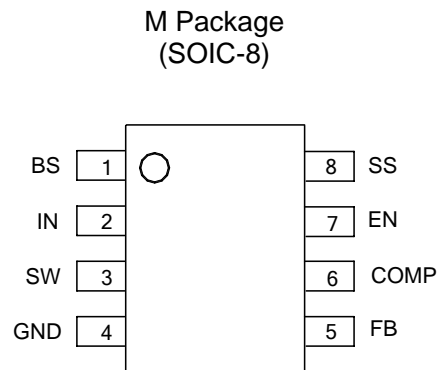 M Package
(SOIC-8)
BS 1 8 SS
IN 2 7 EN
SW 3 6 COMP
GND 4 5 FB